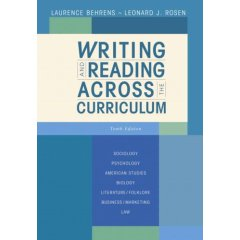 LAURENCE BEHRENS – LEONARD J. ROSEN
WRITING
AND
READING
ACROSS
THE
CURRICULUM
Tenth Edition
SOCIOLOGY
PSYCHOLOGY
AMERICAN STUDIES
BIOLOGY
LITERATURE/FOLKLORE
BUSINESS/MARKETING
LAW